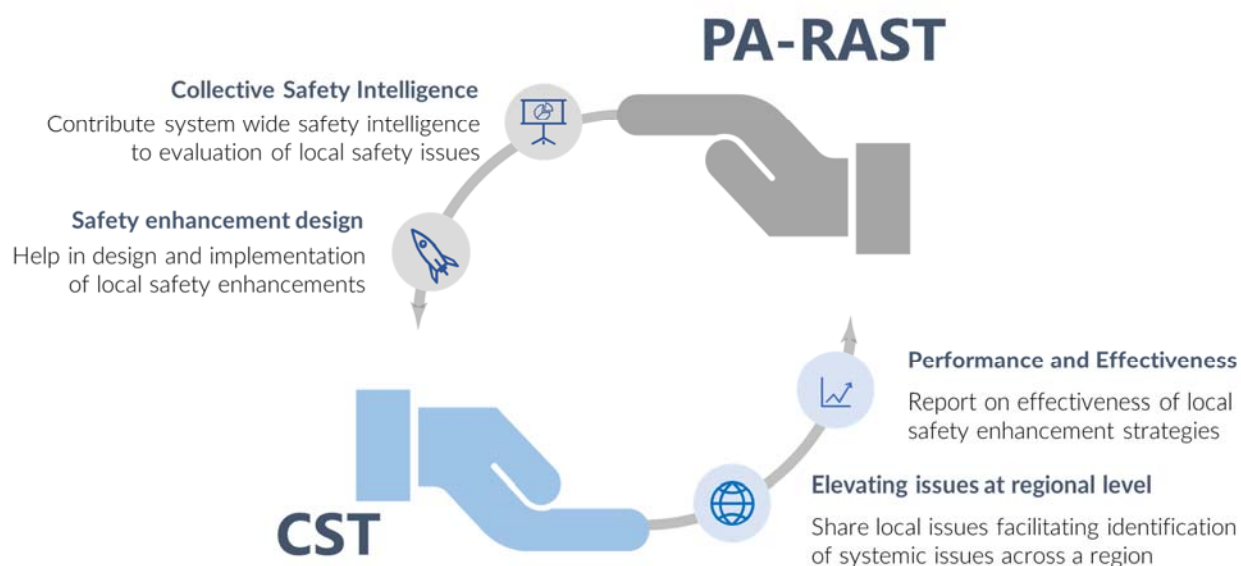 PA-RAST
Collective Safety Intelligence
Contribute system wide safety intelligence
to evaluation of local safety issues
Safety enhancement design
Help in design and implementation
of local safety enhancements
Performance and Effectiveness
Report on effectiveness of local
safety enhancement strategies
Elevating issues at regional level
Share local issues facilitating identification
of systemic issues across a region
CST